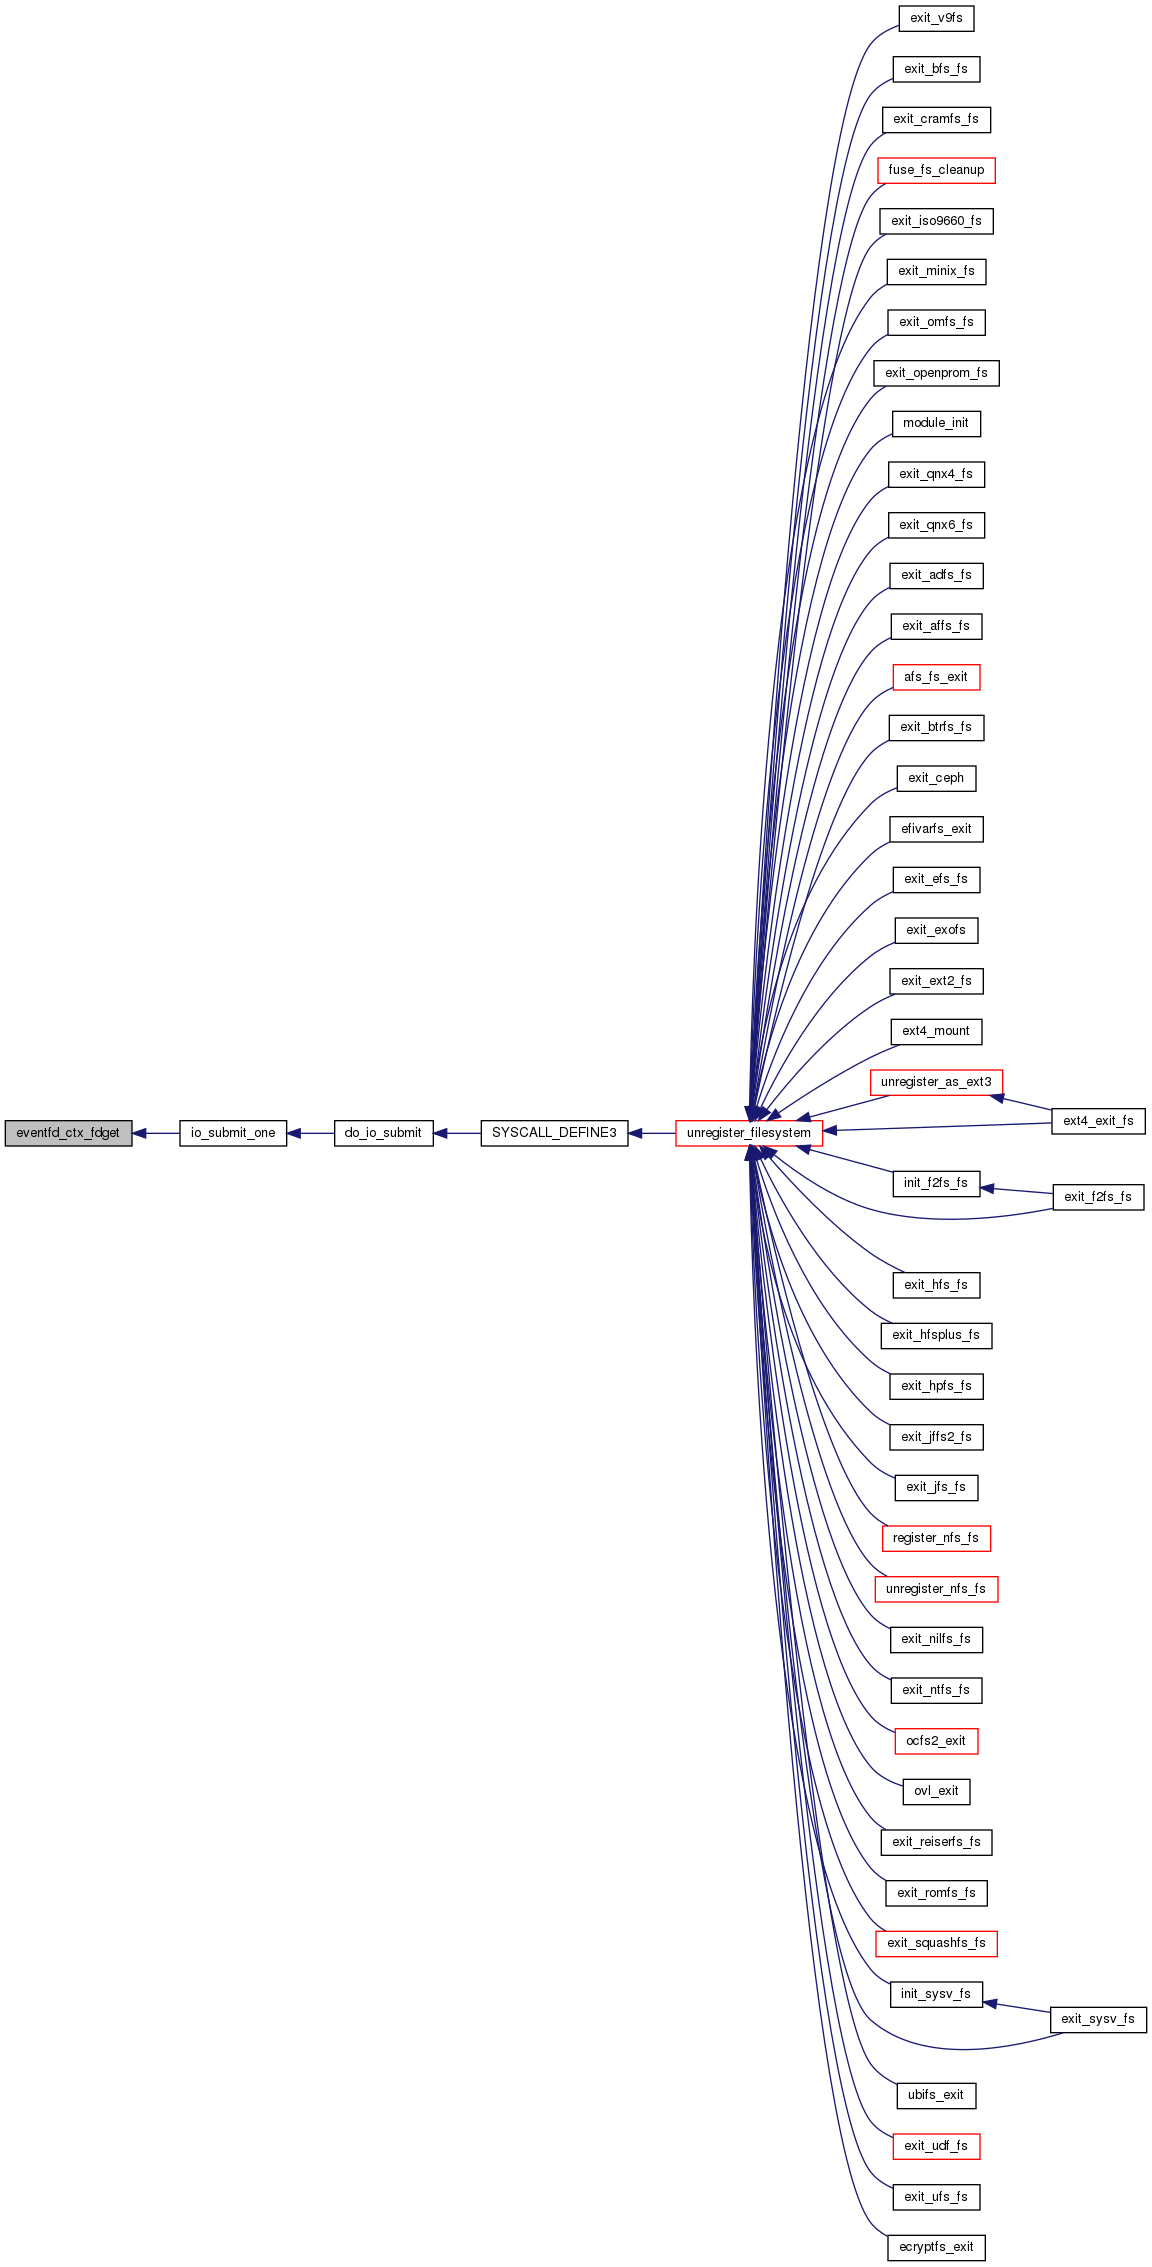 exit_v9fs
exit_bfs_fs
exit_cramfs_fs
fuse_fs_cleanup
exit_iso9660_fs
exit_minix_fs
exit_omfs_fs
exit_openprom_fs
module_init
exit_qnx4_fs
exit_qnx6_fs
exit_adfs_fs
exit_affs_fs
afs_fs_exit
exit_btrfs_fs
exit_ceph
efivarfs_exit
exit_efs_fs
exit_exofs
exit_ext2_fs
ext4_mount
unregister_as_ext3
ext4_exit_fs
eventfd_ctx_fdget
io_submit_one
do_io_submit
SYSCALL_DEFINE3
unregister_filesystem
init_f2fs_fs
exit_f2fs_fs
exit_hfs_fs
exit_hfsplus_fs
exit_hpfs_fs
exit_jffs2_fs
exit_jfs_fs
register_nfs_fs
unregister_nfs_fs
exit_nilfs_fs
exit_ntfs_fs
ocfs2_exit
ovl_exit
exit_reiserfs_fs
exit_romfs_fs
exit_squashfs_fs
init_sysv_fs
exit_sysv_fs
ubifs_exit
exit_udf_fs
exit_ufs_fs
ecryptfs_exit